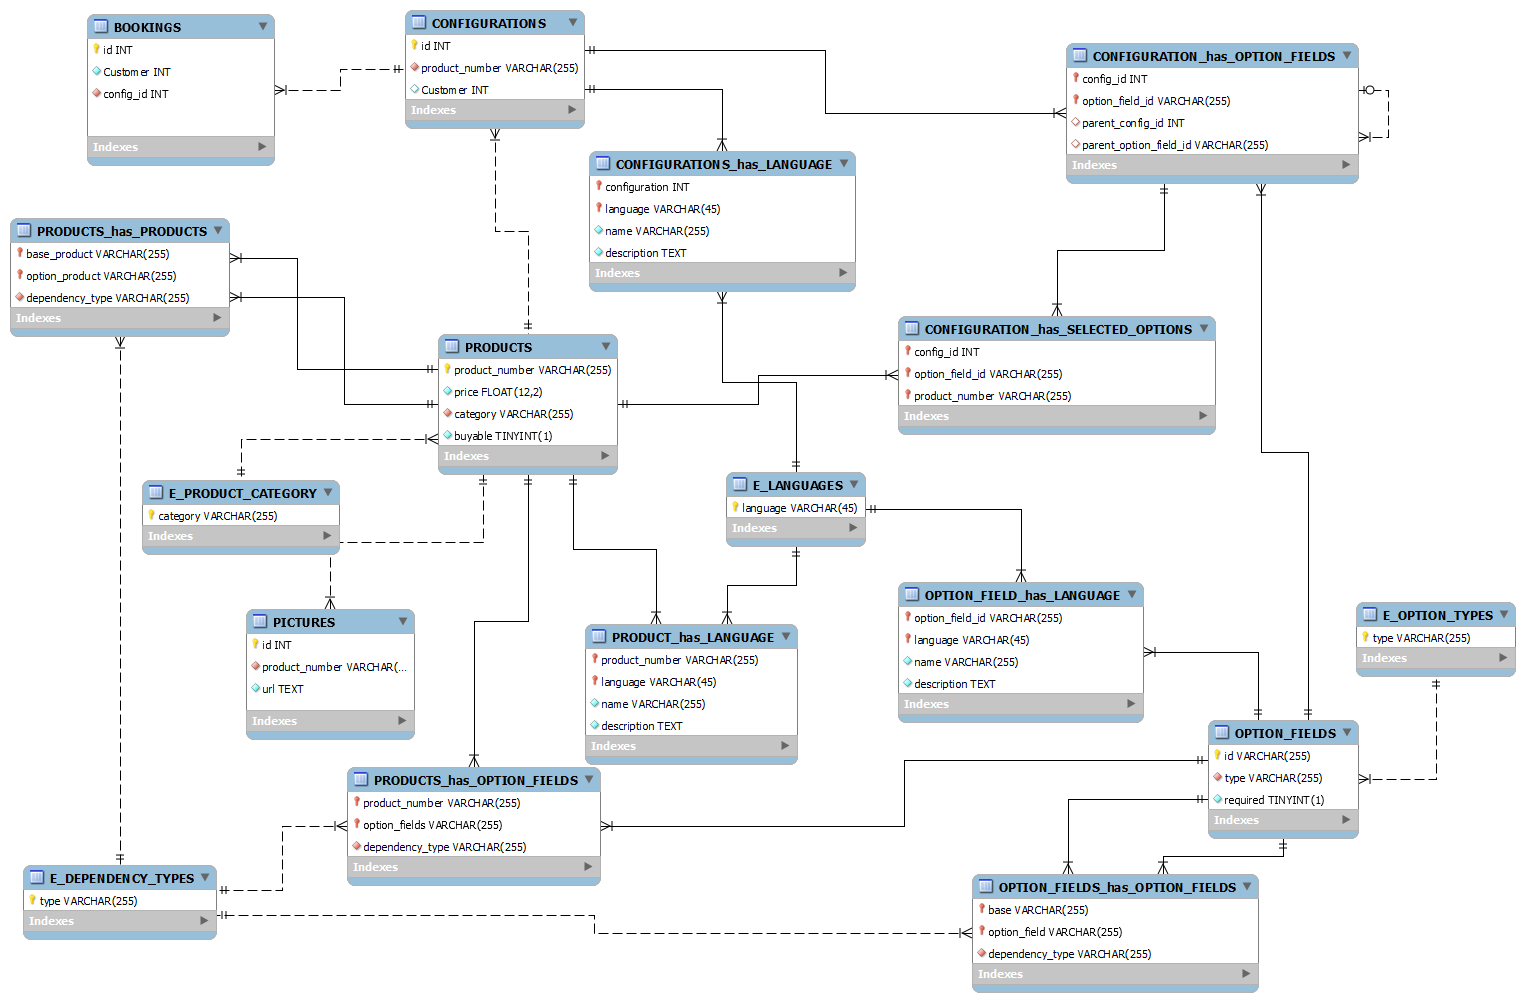 BOOKINGS
id INT
Customer INT
config_id INT
Indexes
CONFIGURATIONS
id INT
product_number VARCHAR(255)
Customer INT
Indexes
CONFIGURATION_has_OPTION_FIELDS
config_id INT
option_field_id VARCHAR(255)
parent_config_id INT
parent_option_field_id VARCHAR(255)
Indexes
CONFIGURATIONS_has_LANGUAGE
configuration INT
language VARCHAR(45)
name VARCHAR(255)
description TEXT
Indexes
PRODUCTS_has_PRODUCTS
base_product VARCHAR(255)
option_product VARCHAR(255)
dependency_type VARCHAR(255)
Indexes
PRODUCTS
product_number VARCHAR(255)
price FLOAT(12,2)
category VARCHAR(255)
buyable TINYINT(1)
Indexes
CONFIGURATION_has_SELECTED_OPTIONS
config_id INT
option_field_id VARCHAR(255)
product_number VARCHAR(255)
Indexes
E_PRODUCT_CATEGORY
category VARCHAR(255)
Indexes
E_LANGUAGES
language VARCHAR(45)
Indexes
PICTURES
id INT
product_number VARCHAR(...
url TEXT
Indexes
PRODUCT_has_LANGUAGE
product_number VARCHAR(255)
language VARCHAR(45)
name VARCHAR(255)
description TEXT
Indexes
OPTION_FIELD_has_LANGUAGE
option_field_id VARCHAR(255)
language VARCHAR(45)
name VARCHAR(255)
description TEXT
Indexes
E_OPTION_TYPES
type VARCHAR(255)
Indexes
OPTION_FIELDS
id VARCHAR(255)
type VARCHAR(255)
required TINYINT(1)
Indexes
PRODUCTS_has_OPTION_FIELDS
product_number VARCHAR(255)
option_fields VARCHAR(255)
dependency_type VARCHAR(255)
Indexes
E_DEPENDENCY_TYPES
type VARCHAR(255)
Indexes
OPTION_FIELDS_has_OPTION_FIELDS
base VARCHAR(255)
option_field VARCHAR(255)
dependency_type VARCHAR(255)
Indexes